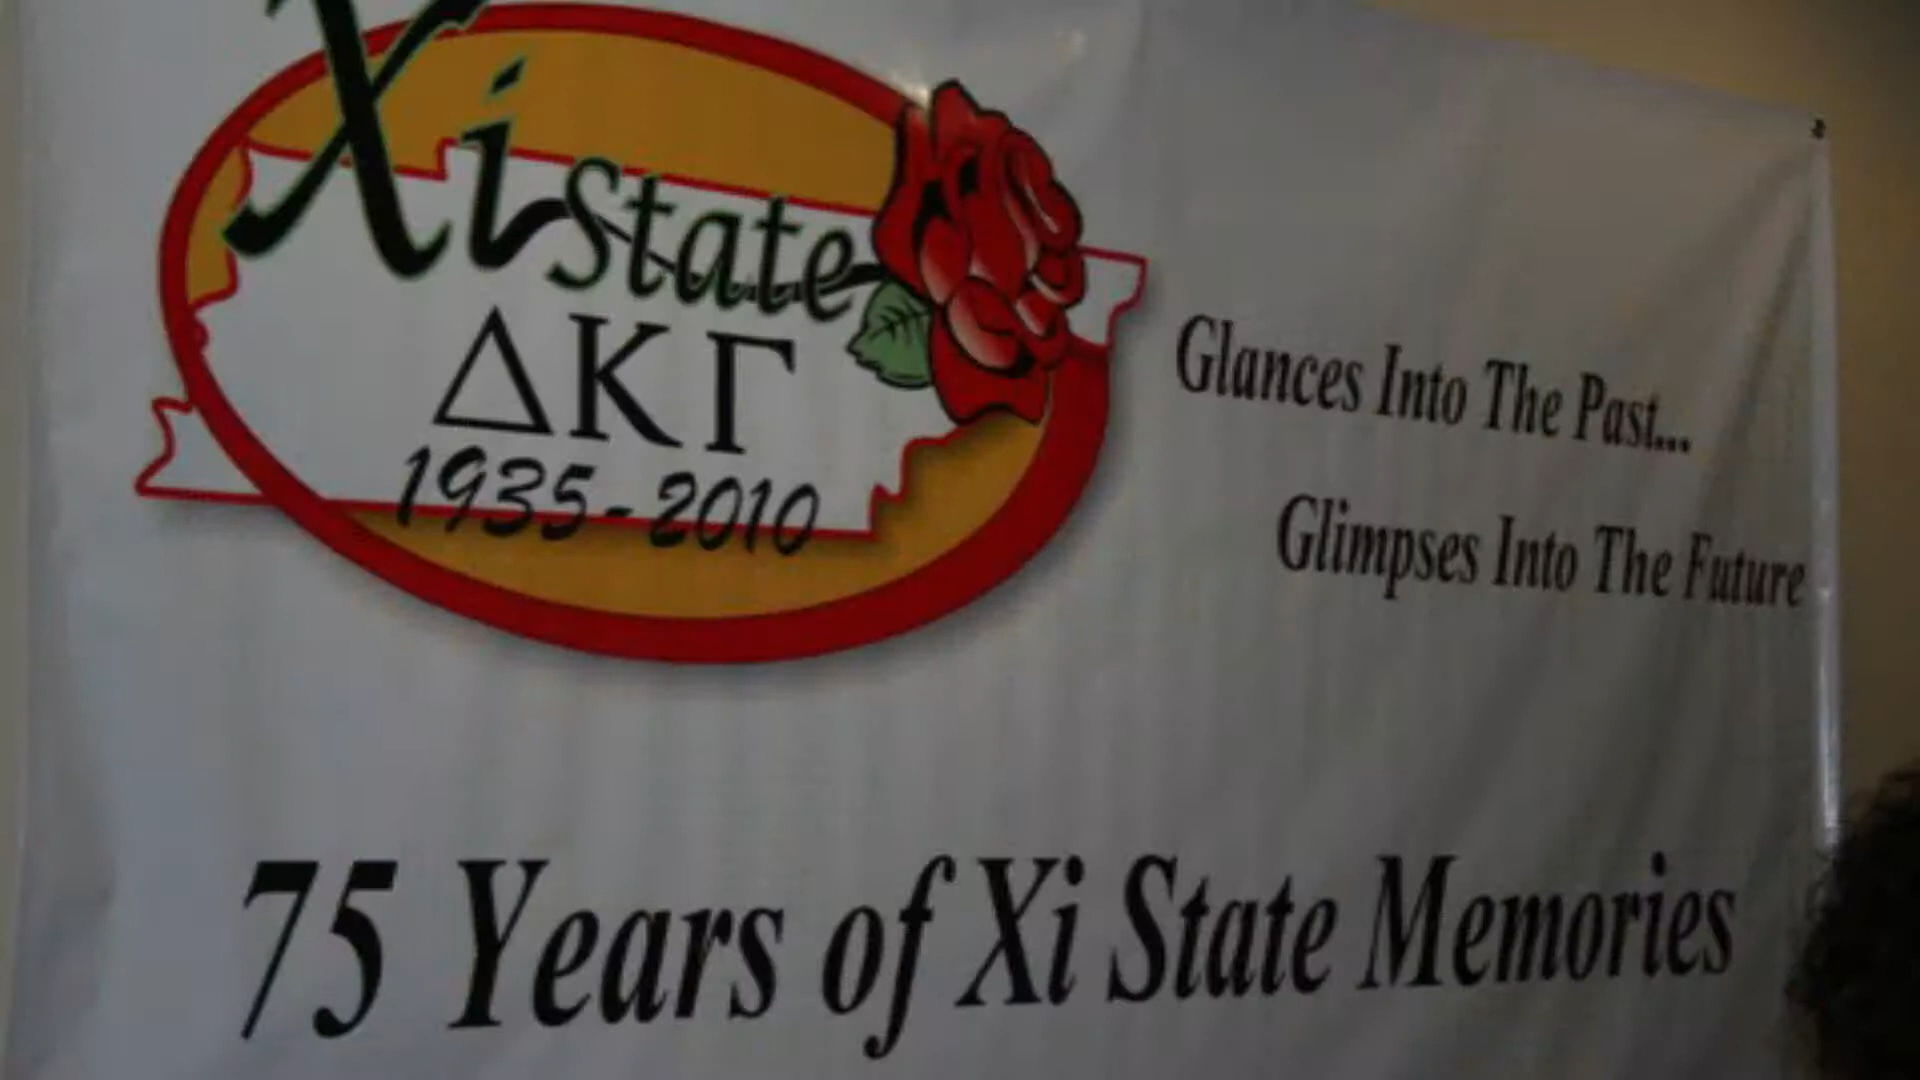 Xi State
ΔΚΓ
1935-2010
Glances Into The Past...
Glimpses Into The Future
75 Years of Xi State Memories